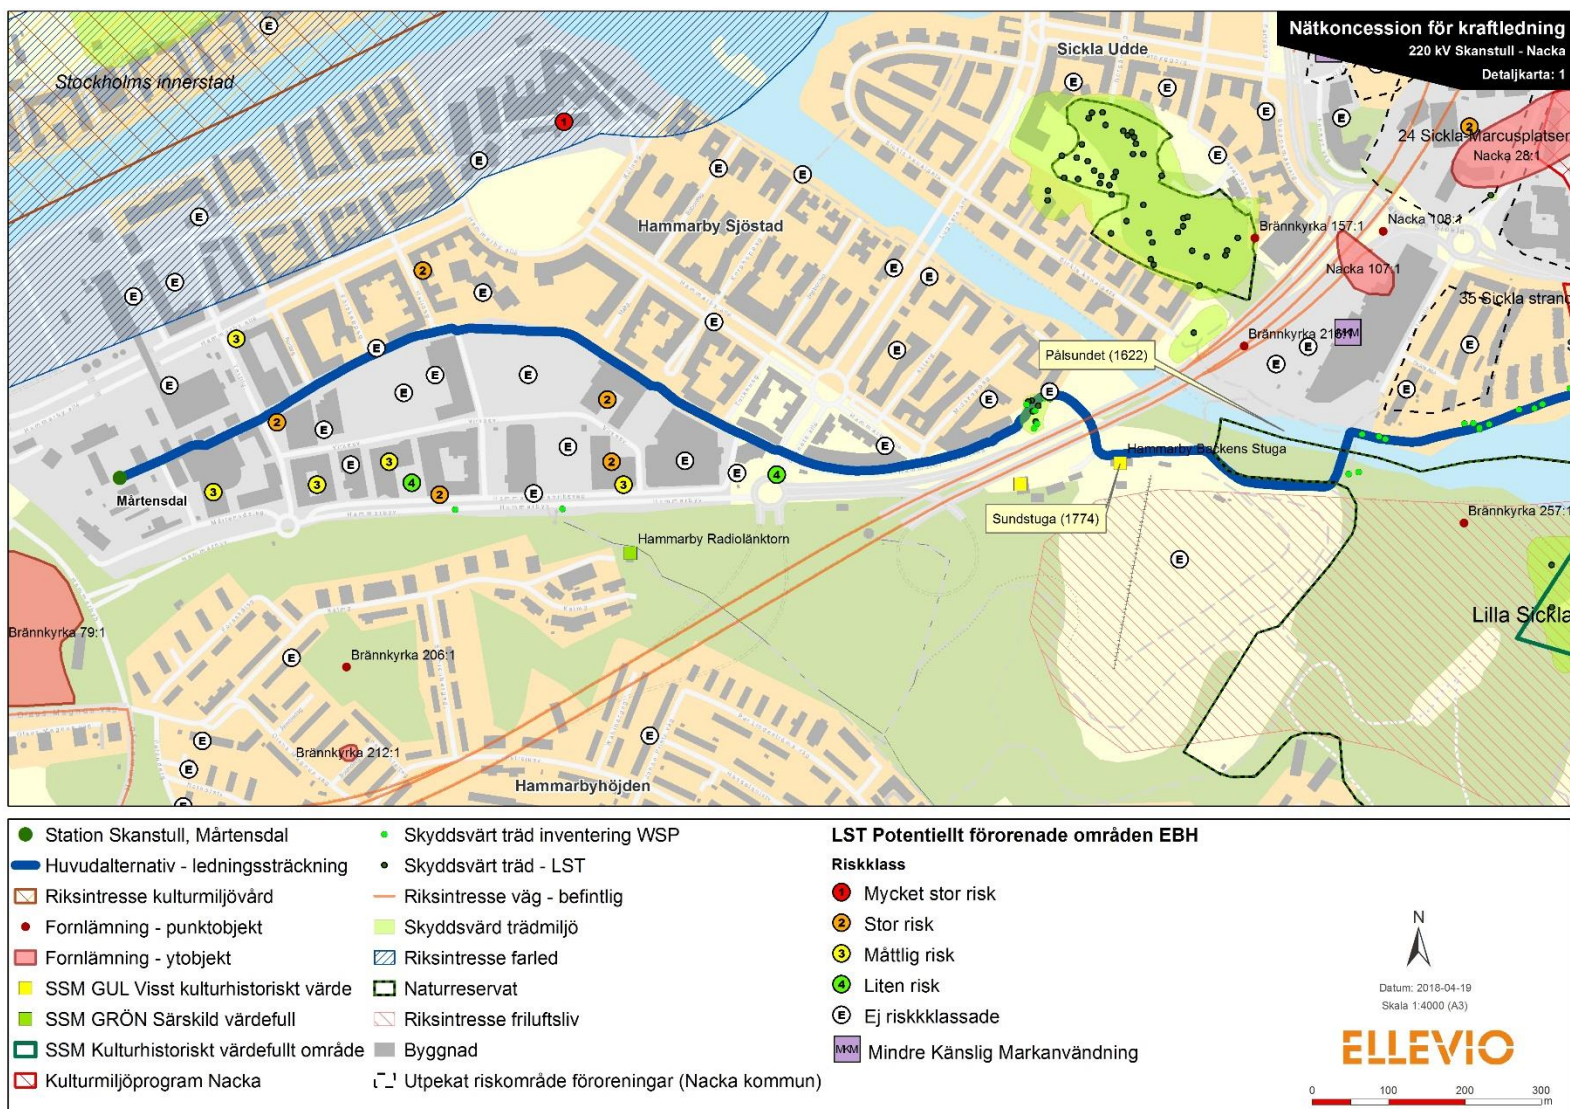 Nätkoncession för kraftledning
220 kV Skanstull - Nacka
Detaljkarta: 1
Stockholms innerstad
Sickla Udde
24 Sickla-Marcusplatsen
Nacka 28:1
Hammarby Sjöstad
Brännkyrka 157:1
Nacka 108:1
Nacka 107:1
35 Sickla strand
Brännkyrka 216:1
MKM
Pålsundet (1622)
Hammarby Backens Stuga
Mårtensdal
Sundstuga (1774)
Brännkyrka 257:1
Hammarby Radiolänktorn
Lilla Sickla
Brännkyrka 79:1
Brännkyrka 206:1
Brännkyrka 212:1
Hammarbyhöjden
Station Skanstull, Mårtensdal
Huvudalternativ - ledningssträckning
Riksintresse kulturmiljövård
Fornlämning - punktobjekt
Fornlämning - ytobjekt
SSM GUL Visst kulturhistoriskt värde
SSM GRÖN Särskild värdefull
SSM Kulturhistoriskt värdefullt område
Kulturmiljöprogram Nacka
Skyddsvärt träd inventering WSP
Skyddsvärt träd - LST
Riksintresse väg - befintlig
Skyddsvärd trädmiljö
Riksintresse farled
Naturreservat
Riksintresse friluftsliv
Byggnad
Utpekat riskområde föroreningar (Nacka kommun)
LST Potentiellt förorenade områden EBH
Riskklass
1 Mycket stor risk
2 Stor risk
3 Måttlig risk
4 Liten risk
E Ej riskkklassade
MKM Mindre Känslig Markanvändning
N
Datum: 2018-04-19
Skala 1:4000 (A3)
ELLEVIO
0 100 200 300
m